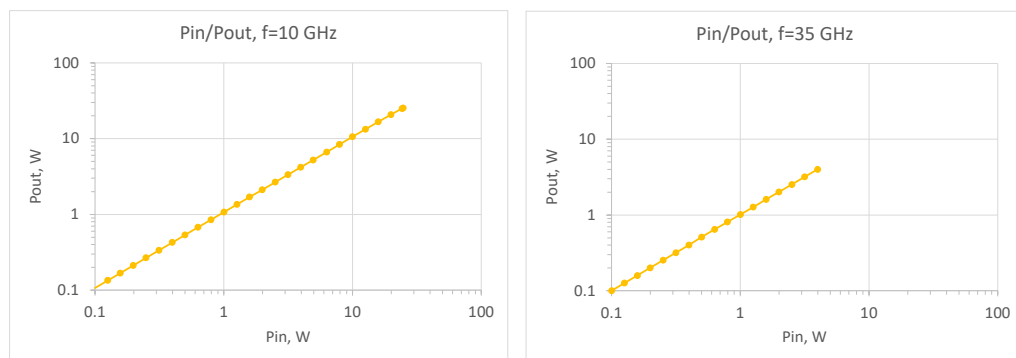 Pin/Pout, f=10 GHz
100
10
1
0.1
Pout, W
0.1 1 10 100
Pin, W
Pin/Pout, f=35 GHz
100
10
1
0.1
Pout, W
0.1 1 10 100
Pin, W